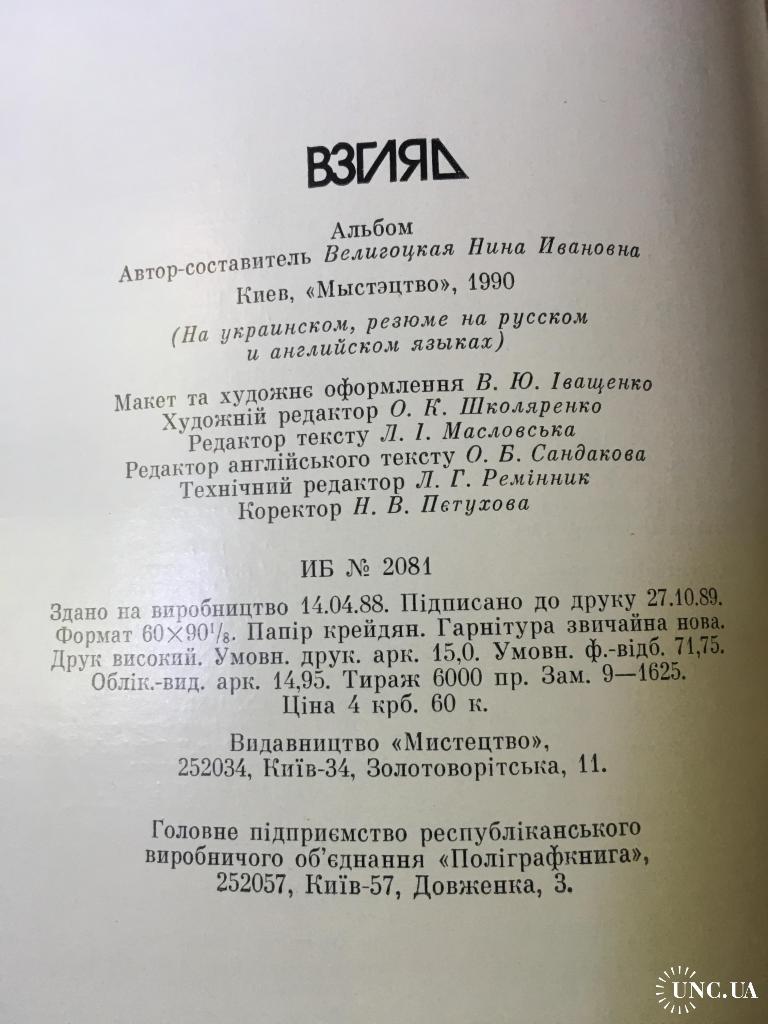 ВЗГЛЯД
Альбом
Автор-составитель Велигоцкая Нина Ивановна
Киев, «Мыстэцтво», 1990
(На украинском, резюме на русском
и английском языках)
Макет та художнє оформлення В. Ю. Іващенко
Художній редактор О. К. Школяренко
Редактор тексту Л. І. Масловська
Редактор англійського тексту О. Б. Сандакова
Технічний редактор Л. Г. Ремінник
Коректор Н. В. Пєтухова
ИБ № 2081
Здано на виробництво 14.04.88. Підписано до друку 27.10.89.
Формат 60×90¹/₈. Папір крейдян. Гарнітура звичайна нова.
Друк високий. Умовн. друк. арк. 15,0. Умовн. ф.-відб. 71,75.
Облік.-вид. арк. 14,95. Тираж 6000 пр. Зам. 9—1625.
Ціна 4 крб. 60 к.
Видавництво «Мистецтво»,
252034, Київ-34, Золотоворітська, 11.
Головне підприємство республіканського
виробничого об’єднання «Поліграфкнига»,
252057, Київ-57, Довженка, 3.
UNC.UA